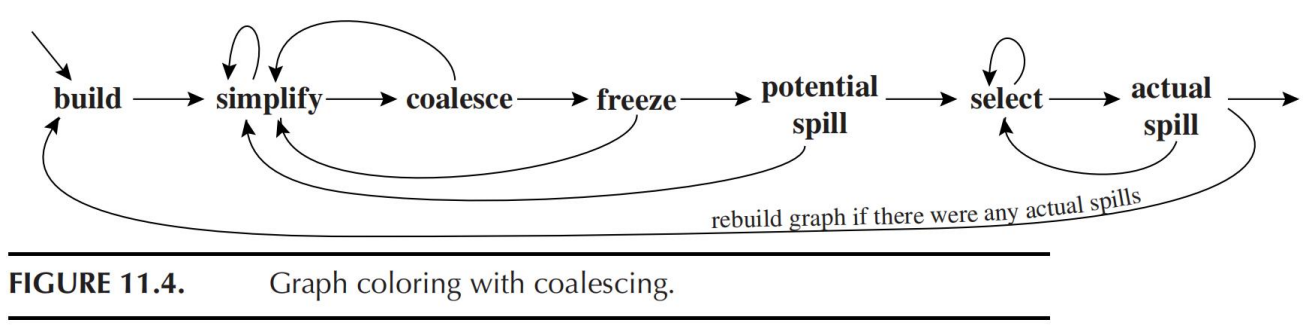 build simplify coalesce freeze potential spill select actual spill
rebuild graph if there were any actual spills
FIGURE 11.4. Graph coloring with coalescing.